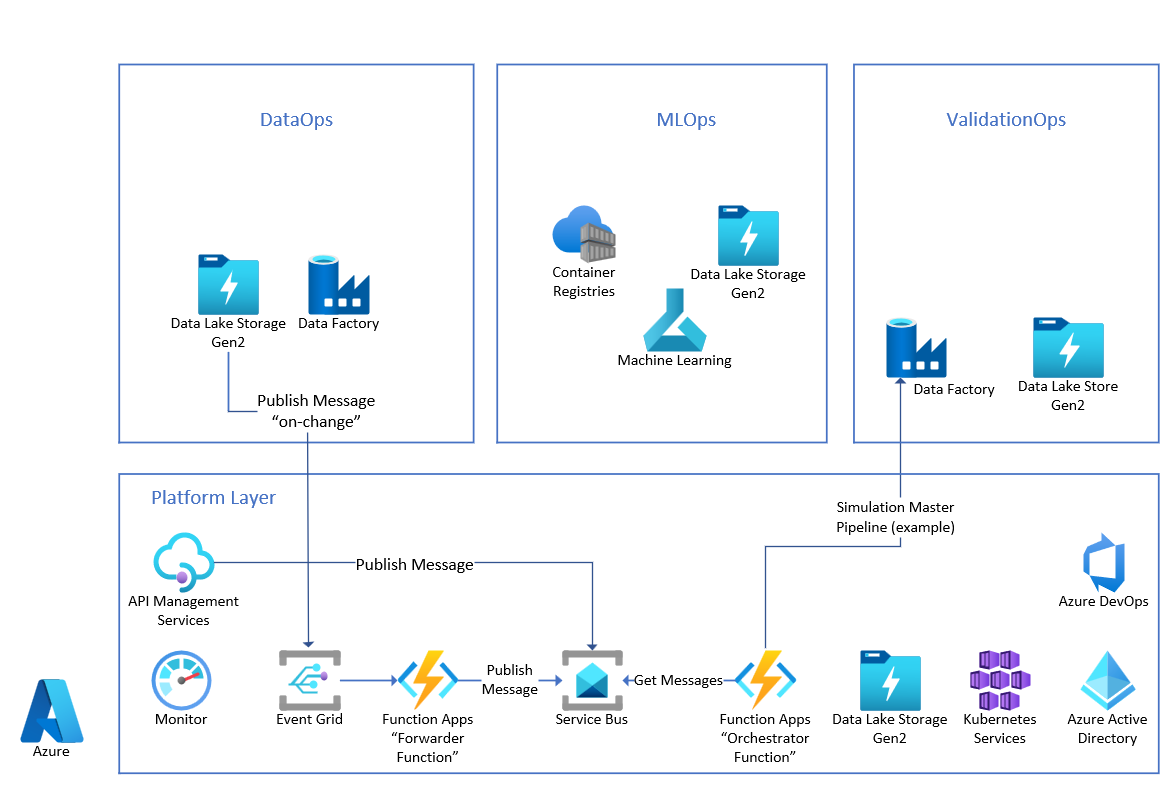 DataOps
MLOps
ValidationOps
Data Lake Storage
Gen2
Data Factory
Publish Message
“on-change”
Container
Registries
Data Lake Storage
Gen2
Machine Learning
Data Factory
Data Lake Store
Gen2
Platform Layer
Simulation Master
Pipeline (example)
API Management
Services
Publish Message
Azure DevOps
Monitor
Event Grid
Function Apps
“Forwarder
Function”
Publish
Message
Service Bus
Get Messages
Function Apps
“Orchestrator
Function”
Data Lake Storage
Gen2
Kubernetes
Services
Azure Active
Directory
Azure